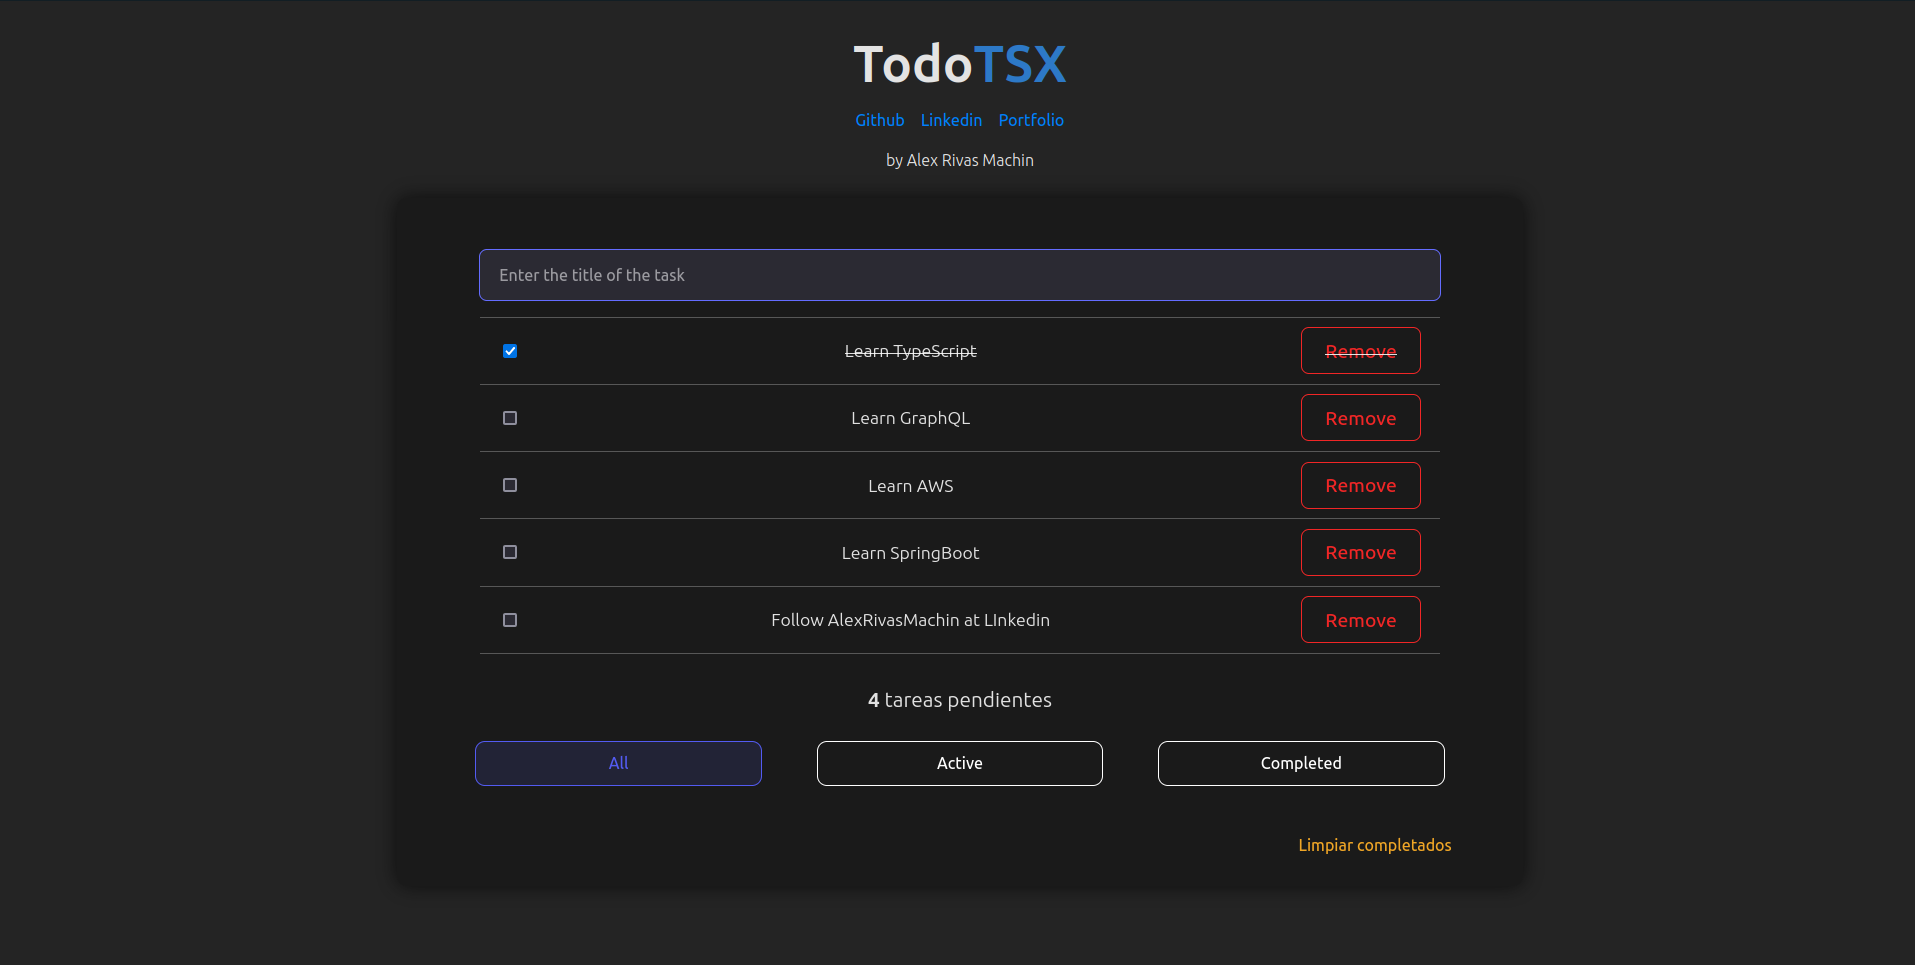 TodoTSX
Github Linkedin Portfolio
by Alex Rivas Machin
Enter the title of the task
Learn TypeScript Remove
Learn GraphQL Remove
Learn AWS Remove
Learn SpringBoot Remove
Follow AlexRivasMachin at LInkedin Remove
4 tareas pendientes
All Active Completed
Limpiar completados